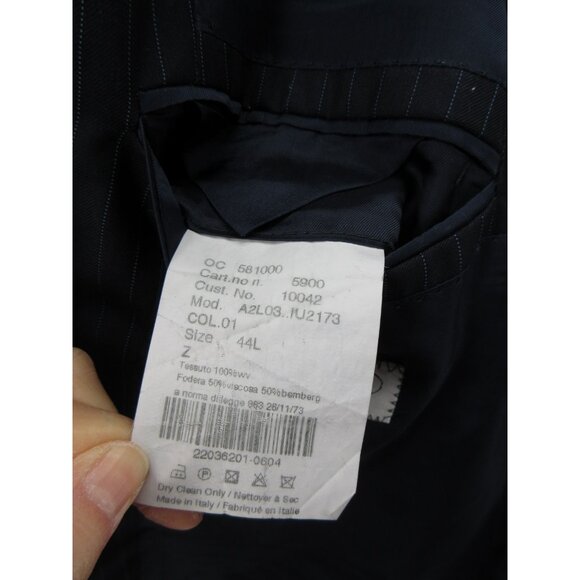 OC 581000
Cart.no n. 5900
Cust. No. 10042
Mod. A2L03..IU2173
COL.01
Size 44L
Z
Tessuto 100%wv
Fodera 50%viscosa 50%bemberg
a norma di legge 883 26/11/73
22036201-0604
P
Dry Clean Only / Nettoyer à Sec
Made in Italy / Fabriqué en Italie